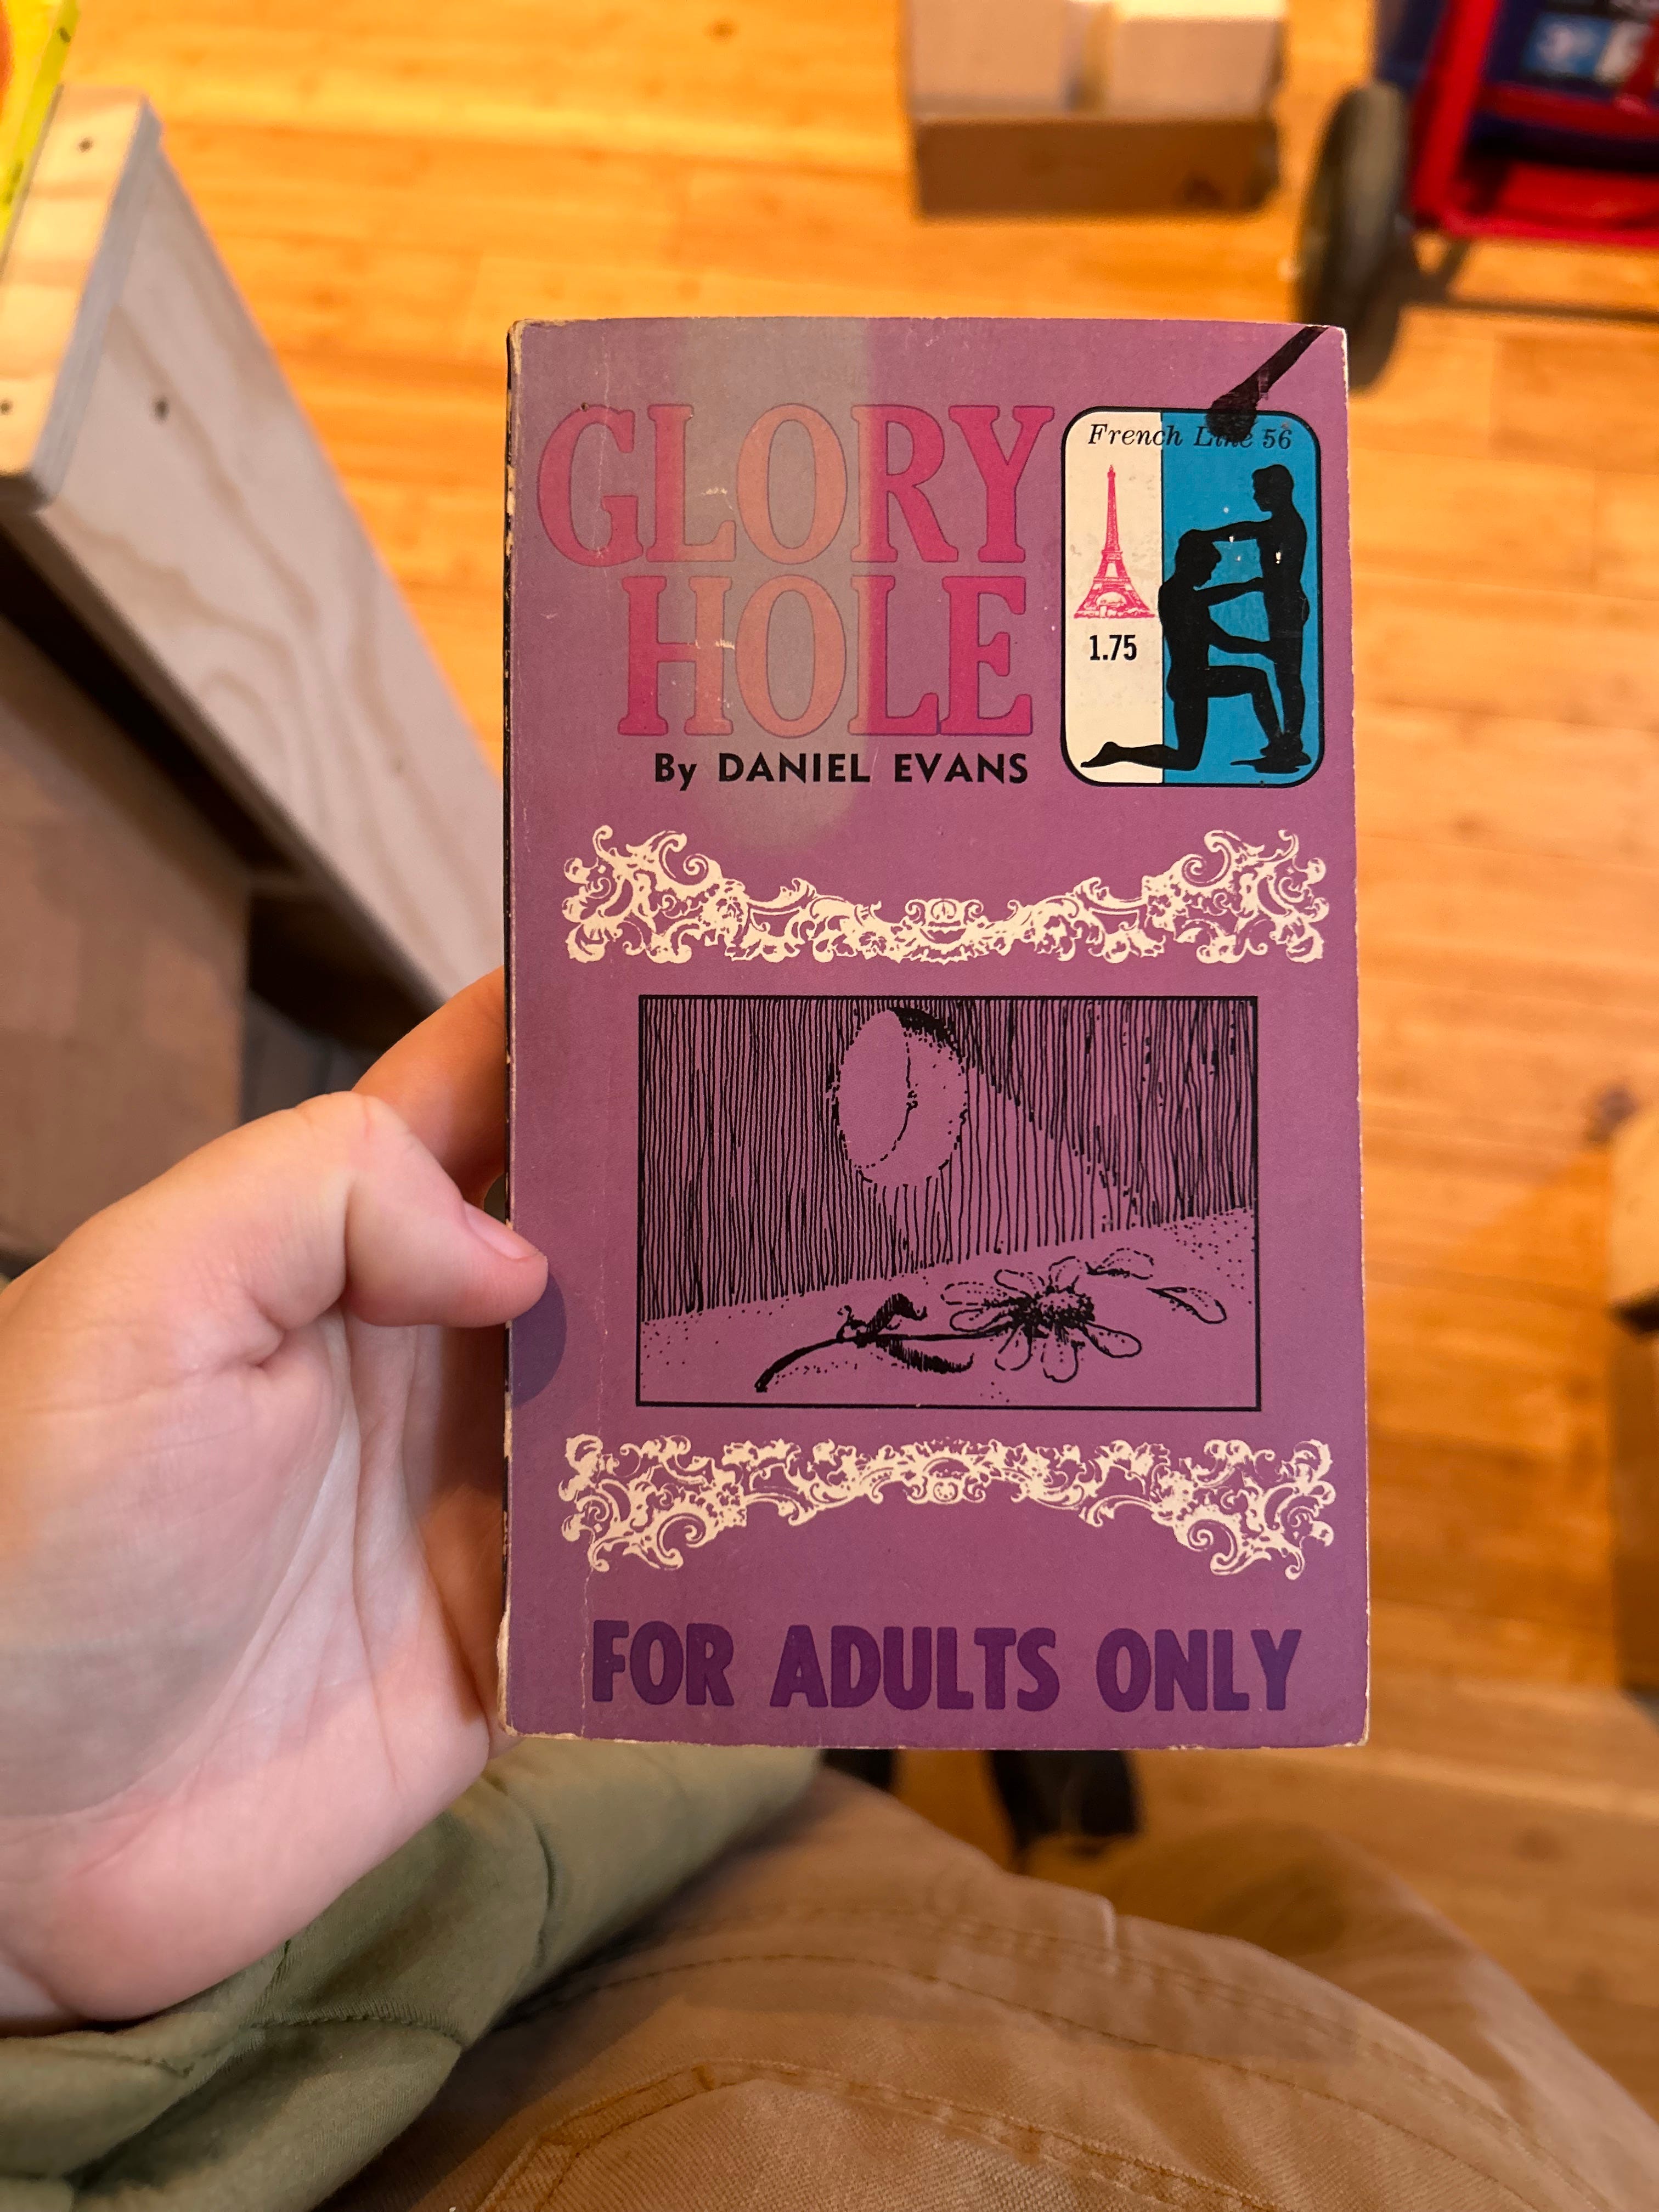 GLORY
HOLE
By DANIEL EVANS
French Line 56
1.75
FOR ADULTS ONLY